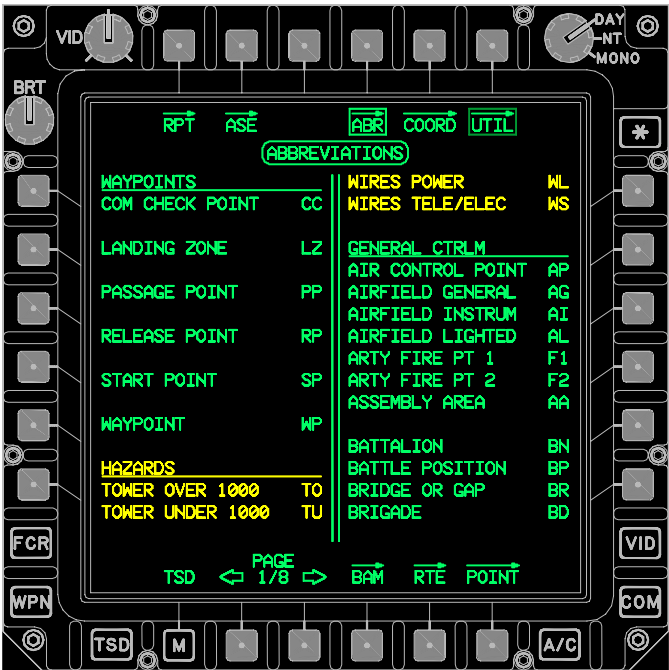 VID
DAY
NT
MONO
BRT
RPT ASE ABR COORD UTIL
*
ABBREVIATIONS
WAYPOINTS
COM CHECK POINT CC
LANDING ZONE LZ
PASSAGE POINT PP
RELEASE POINT RP
START POINT SP
WAYPOINT WP
HAZARDS
TOWER OVER 1000 TO
TOWER UNDER 1000 TU
WIRES POWER WL
WIRES TELE/ELEC WS
GENERAL CTRLM
AIR CONTROL POINT AP
AIRFIELD GENERAL AG
AIRFIELD INSTRUM AI
AIRFIELD LIGHTED AL
ARTY FIRE PT 1 F1
ARTY FIRE PT 2 F2
ASSEMBLY AREA AA
BATTALION BN
BATTLE POSITION BP
BRIDGE OR GAP BR
BRIGADE BD
FCR
VID
PAGE
TSD 1/8 BAM RTE POINT
WPN
COM
TSD M A/C